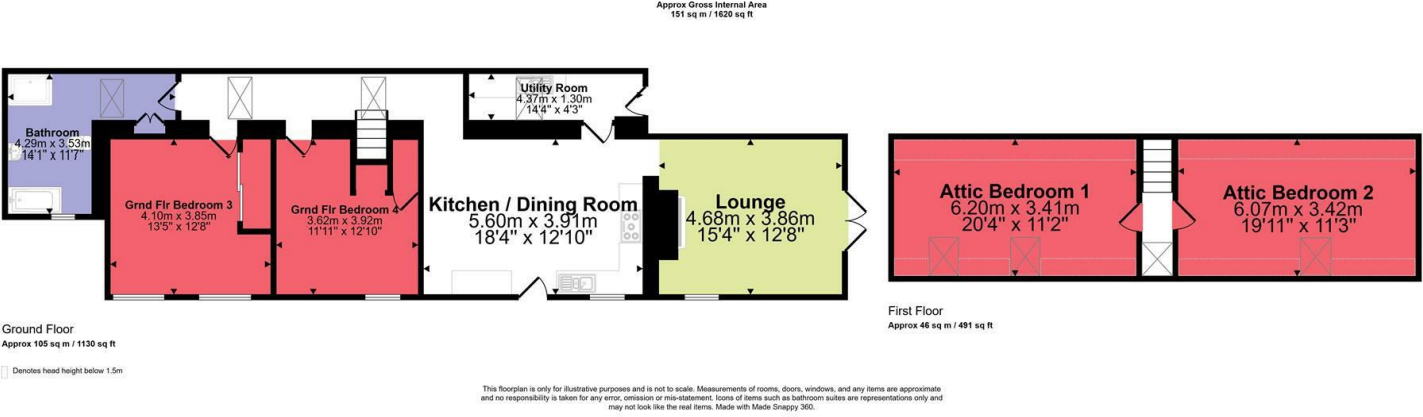 Approx Gross Internal Area
151 sq m / 1620 sq ft
Utility Room
4.37m x 1.30m
14'4" x 4'3"
Bathroom
4.29m x 3.53m
14'1" x 11'7"
Grnd Flr Bedroom 3
4.10m x 3.85m
13'5" x 12'8"
Grnd Flr Bedroom 4
3.62m x 3.92m
11'11" x 12'10"
Kitchen / Dining Room
5.60m x 3.91m
18'4" x 12'10"
Lounge
4.68m x 3.86m
15'4" x 12'8"
Attic Bedroom 1
6.20m x 3.41m
20'4" x 11'2"
Attic Bedroom 2
6.07m x 3.42m
19'11" x 11'3"
Ground Floor
Approx 105 sq m / 1130 sq ft
First Floor
Approx 46 sq m / 491 sq ft
Denotes head height below 1.5m
This floorplan is only for illustrative purposes and is not to scale. Measurements of rooms, doors, windows, and any items are approximate
and no responsibility is taken for any error, omission or mis-statement. Icons of items such as bathroom suites are representations only and
may not look like the real items. Made with Made Snappy 360.